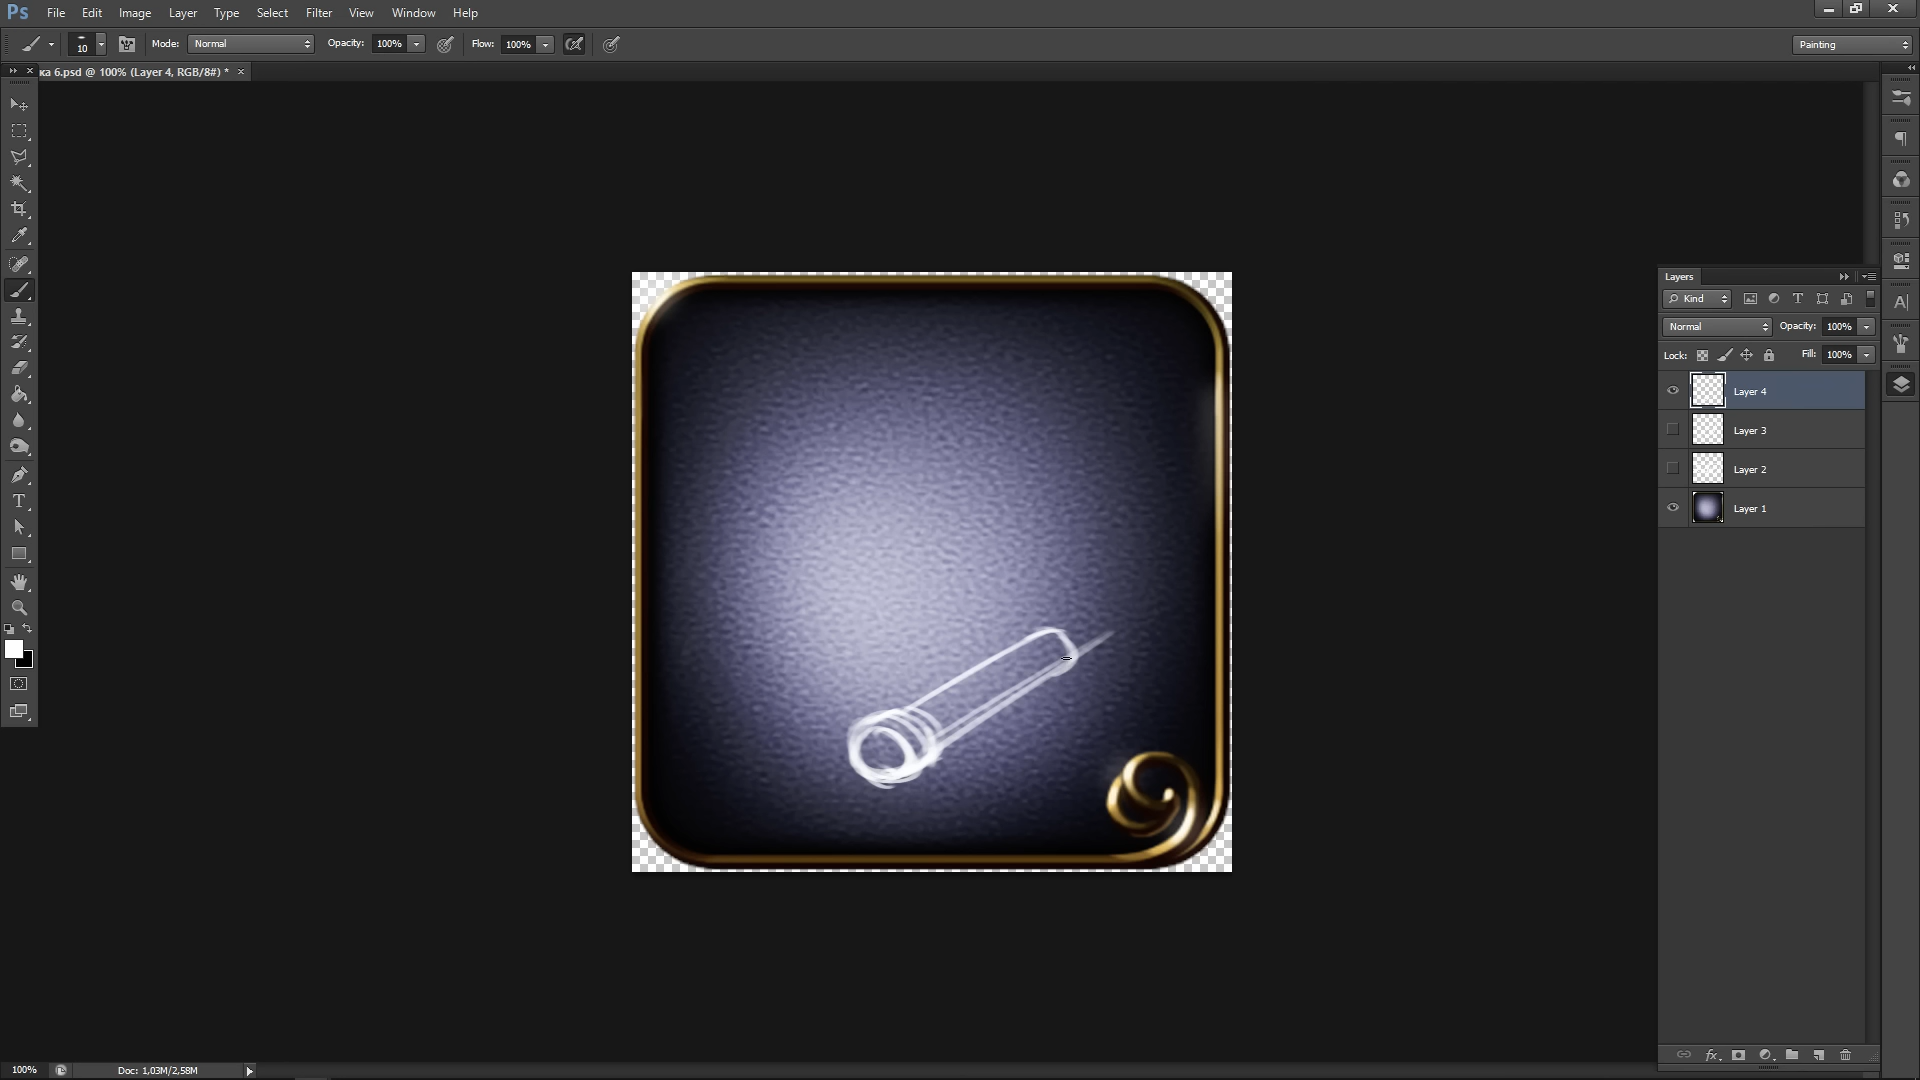 Ps File Edit Image Layer Type Select Filter View Window Help
10 Mode: Normal Opacity: 100% Flow: 100% Painting
ка 6.psd @ 100% (Layer 4, RGB/8#) * ×
Layers
Kind
Normal Opacity: 100%
Lock: Fill: 100%
Layer 4
Layer 3
Layer 2
Layer 1
fx
100% Doc: 1,03M/2,58M